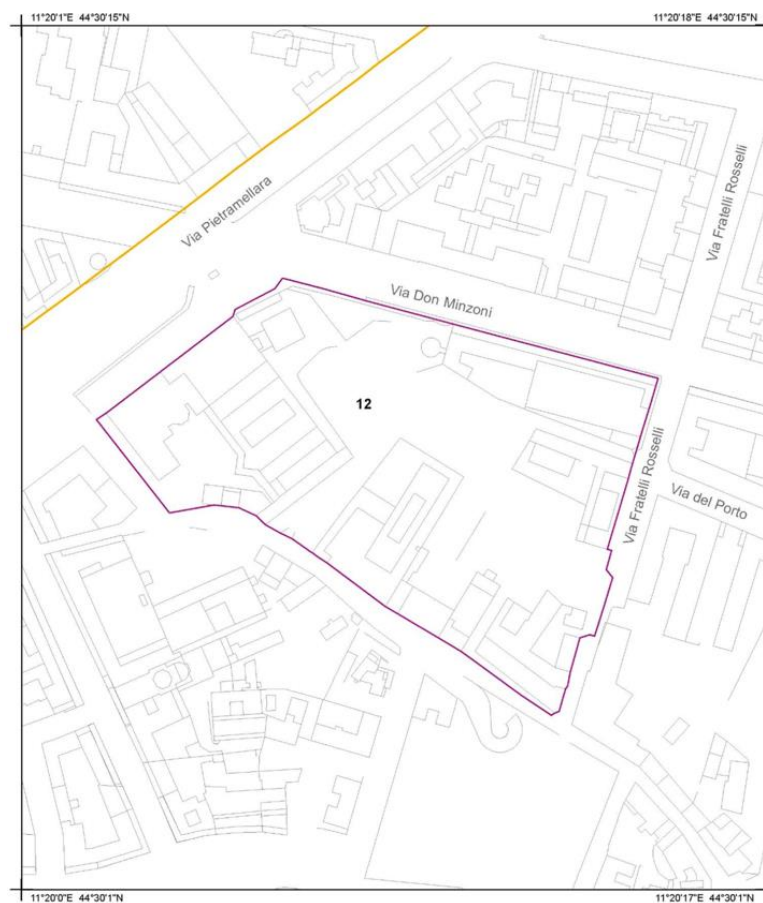 11°20'1"E 44°30'15"N
11°20'18"E 44°30'15"N
Via Pietramellara
Via Fratelli Rosselli
Via Don Minzoni
12
Via Fratelli Rosselli
Via del Porto
11°20'0"E 44°30'1"N
11°20'17"E 44°30'1"N